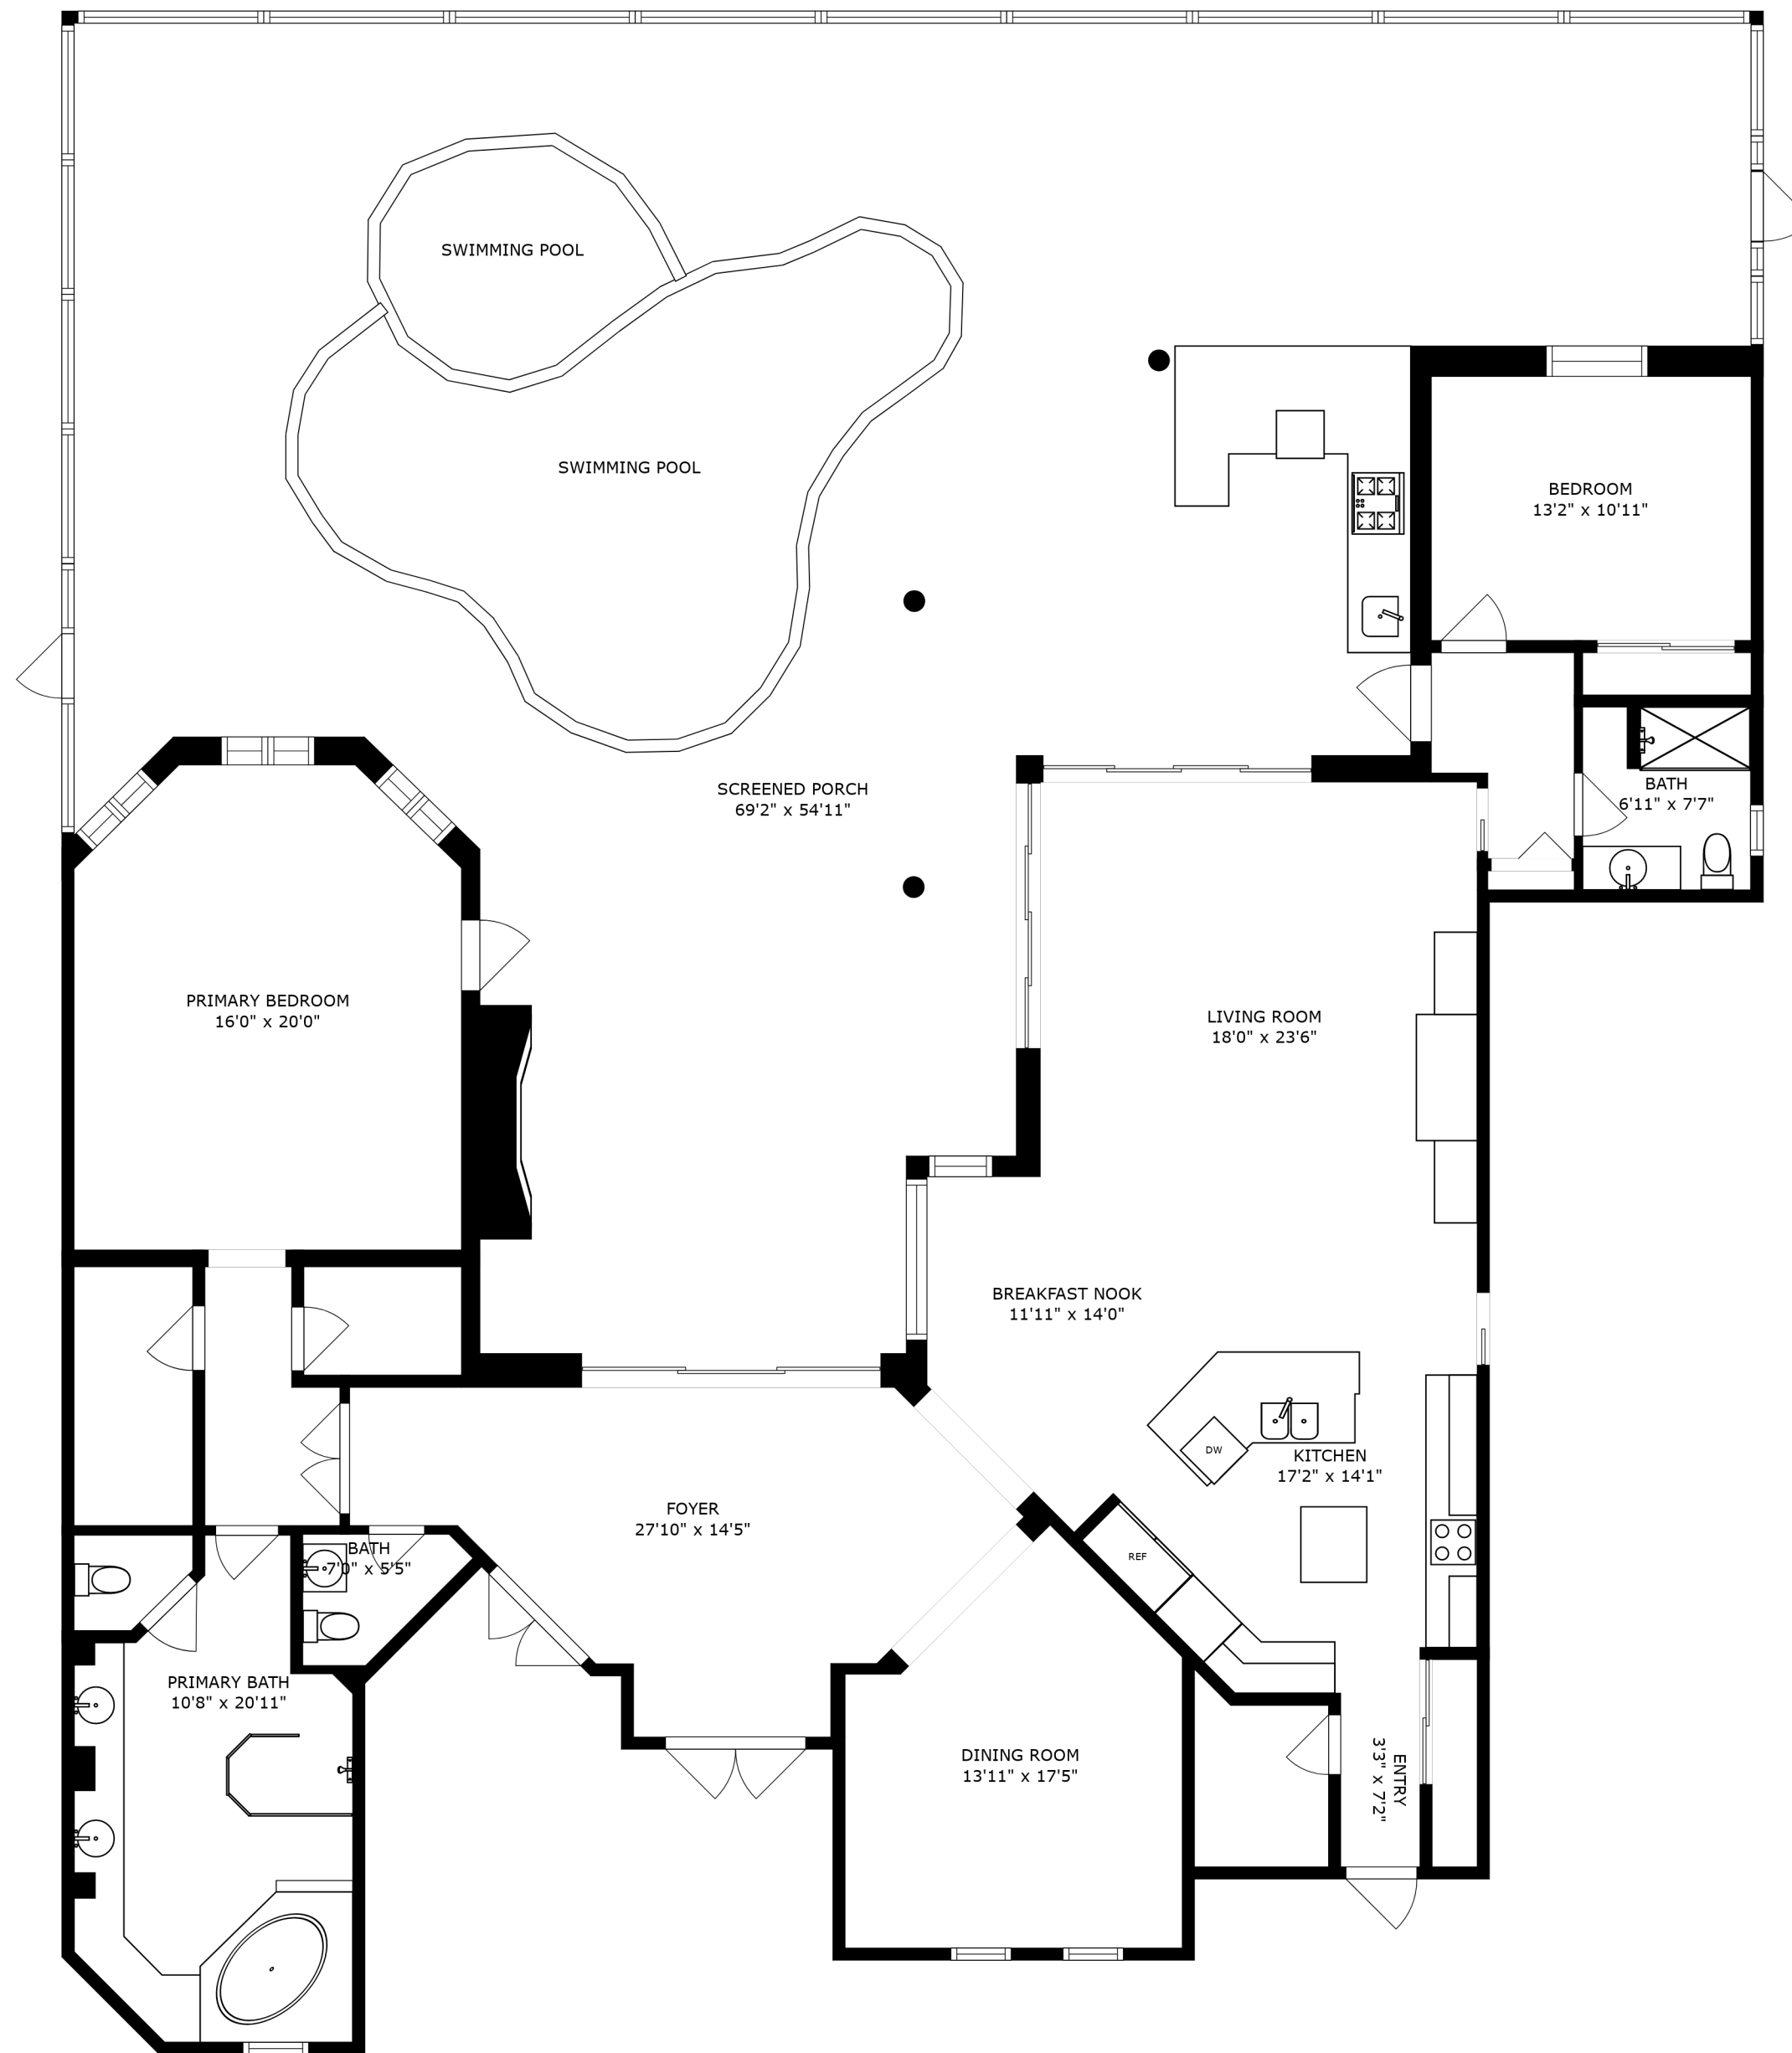 SWIMMING POOL
SWIMMING POOL
BEDROOM
13'2" x 10'11"
SCREENED PORCH
69'2" x 54'11"
BATH
6'11" x 7'7"
PRIMARY BEDROOM
16'0" x 20'0"
LIVING ROOM
18'0" x 23'6"
BREAKFAST NOOK
11'11" x 14'0"
DW
KITCHEN
17'2" x 14'1"
FOYER
27'10" x 14'5"
BATH
7'0" x 5'5"
REF
PRIMARY BATH
10'8" x 20'11"
DINING ROOM
13'11" x 17'5"
ENTRY
3'3" x 7'2"